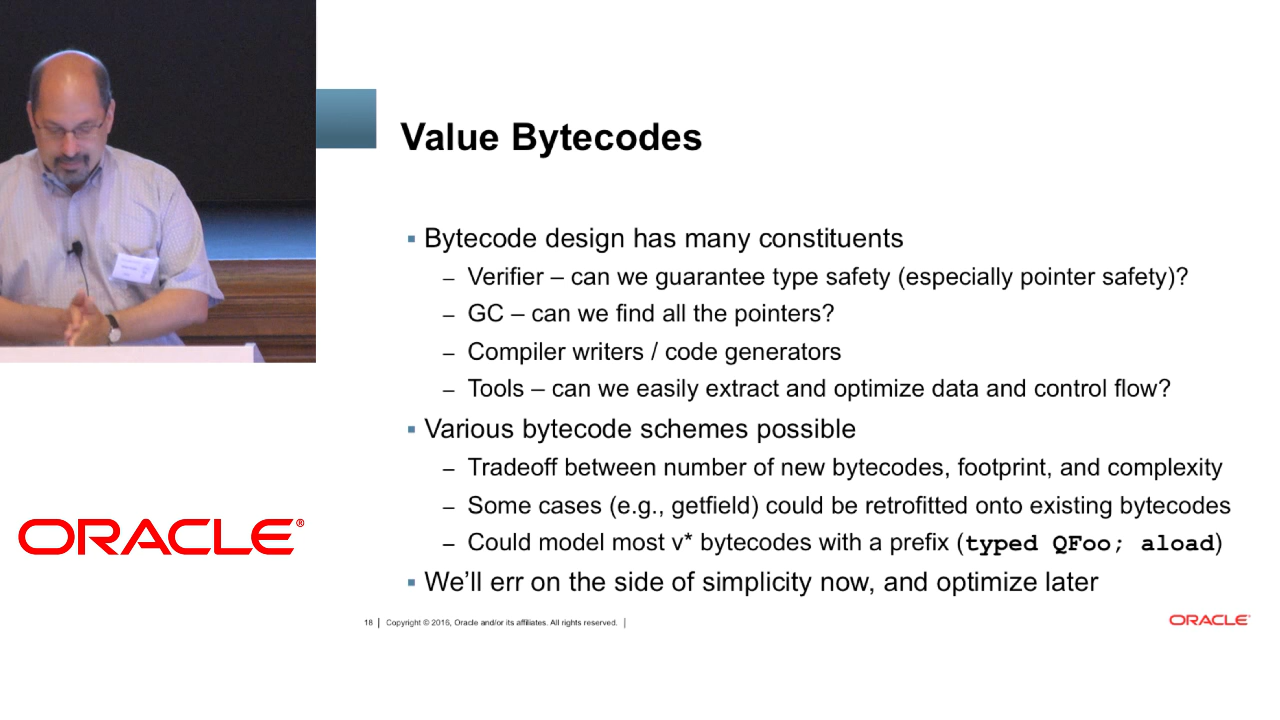 Value Bytecodes
▪ Bytecode design has many constituents
– Verifier – can we guarantee type safety (especially pointer safety)?
– GC – can we find all the pointers?
– Compiler writers / code generators
– Tools – can we easily extract and optimize data and control flow?
▪ Various bytecode schemes possible
– Tradeoff between number of new bytecodes, footprint, and complexity
– Some cases (e.g., getfield) could be retrofitted onto existing bytecodes
– Could model most v* bytecodes with a prefix (typed QFoo; aload)
▪ We'll err on the side of simplicity now, and optimize later
ORACLE®
18 | Copyright © 2016, Oracle and/or its affiliates. All rights reserved. |
ORACLE®